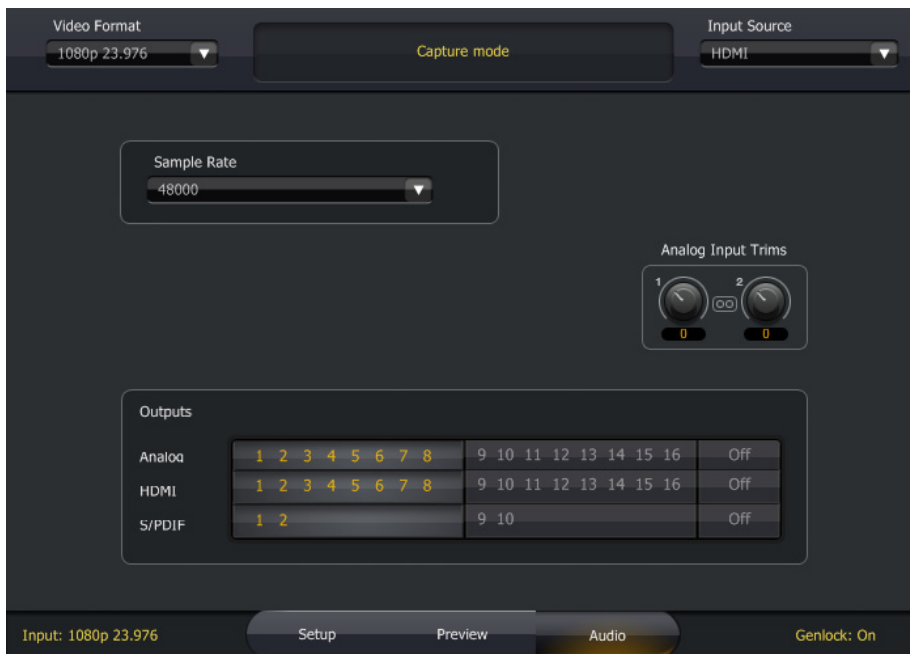 Video Format
Input Source
1080p 23.976
Capture mode
HDMI
Sample Rate
48000
Analog Input Trims
1 2
0 0
Outputs
Analog 1 2 3 4 5 6 7 8 9 10 11 12 13 14 15 16 Off
HDMI 1 2 3 4 5 6 7 8 9 10 11 12 13 14 15 16 Off
S/PDIF 1 2 9 10 Off
Input: 1080p 23.976 Setup Preview Audio Genlock: On